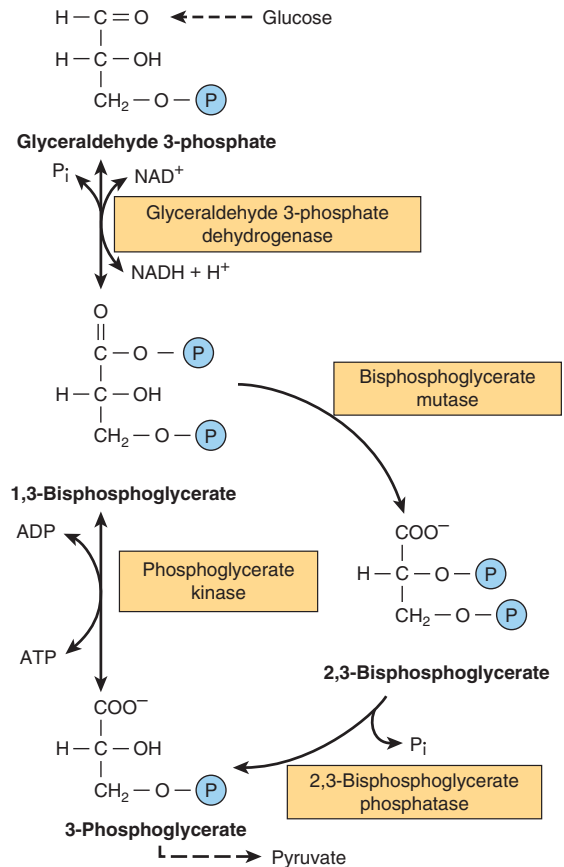 H — C = O
Glucose
H — C — OH
CH₂ — O — P
Glyceraldehyde 3-phosphate
Pi
NAD⁺
Glyceraldehyde 3-phosphate
dehydrogenase
NADH + H⁺
O
C — O — P
H — C — OH
CH₂ — O — P
1,3-Bisphosphoglycerate
Bisphosphoglycerate
mutase
COO⁻
H — C — O — P
CH₂ — O — P
2,3-Bisphosphoglycerate
ADP
Phosphoglycerate
kinase
ATP
COO⁻
H — C — OH
CH₂ — O — P
3-Phosphoglycerate
Pi
2,3-Bisphosphoglycerate
phosphatase
Pyruvate